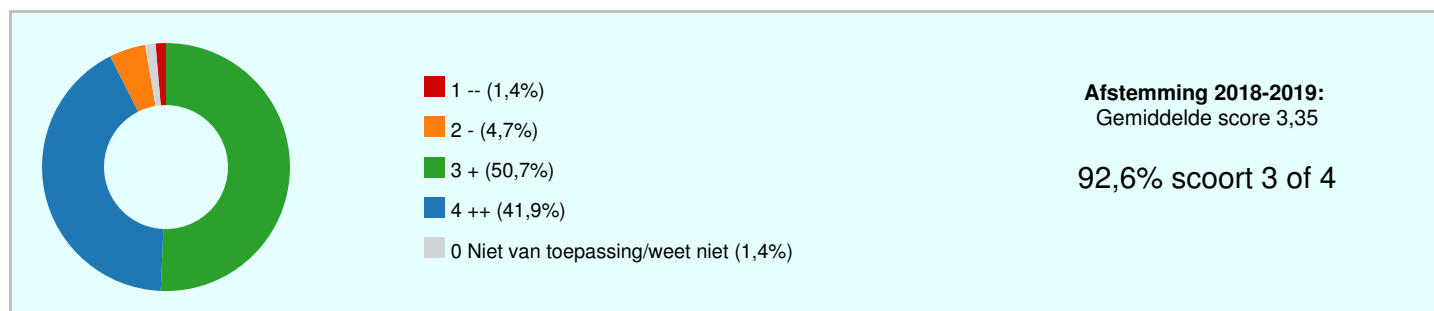 1 -- (1,4%)
2 - (4,7%)
3 + (50,7%)
4 ++ (41,9%)
0 Niet van toepassing/weet niet (1,4%)
Afstemming 2018-2019:
Gemiddelde score 3,35
92,6% scoort 3 of 4